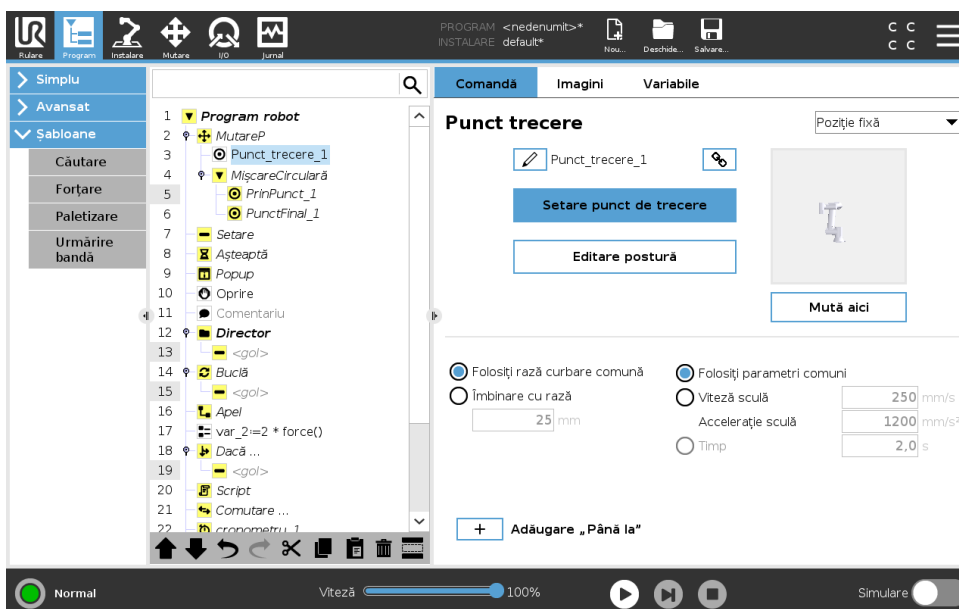 UR
Rulare
Program
Instalare
Mutare
I/O
Jurnal
PROGRAM <nedenumit>*
INSTALARE default*
Nou...
Deschide...
Salvare...
C C
C C
Simplu
Avansat
Șabloane
Căutare
Forțare
Paletizare
Urmărire
bandă
1 Program robot
2 MutareP
3 Punct_trecere_1
4 MișcareCirculară
5 PrinPunct_1
6 PunctFinal_1
7 Setare
8 Așteaptă
9 Popup
10 Oprire
11 Comentariu
12 Director
13 <gol>
14 Buclă
15 <gol>
16 Apel
17 var_2≔2 * force()
18 Dacă ...
19 <gol>
20 Script
21 Comutare ...
22 cronometru_1
Comandă
Imagini
Variabile
Punct trecere
Poziție fixă
Punct_trecere_1
Setare punct de trecere
Editare postură
Mută aici
Folosiți rază curbare comună
Îmbinare cu rază
25 mm
Folosiți parametri comuni
Viteză sculă 250 mm/s
Accelerație sculă 1200 mm/s²
Timp 2,0 s
+ Adăugare „Până la”
Normal
Viteză 100%
Simulare